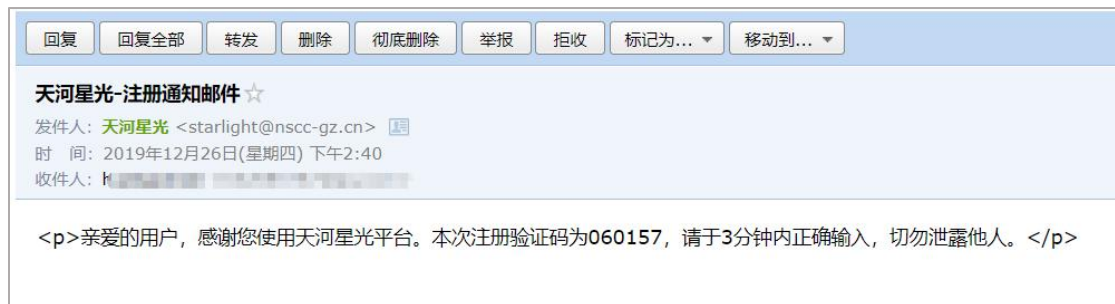 回复 回复全部 转发 删除 彻底删除 举报 拒收 标记为... 移动到...
天河星光-注册通知邮件
发件人: 天河星光 <starlight@nscc-gz.cn>
时 间: 2019年12月26日(星期四) 下午2:40
收件人:
<p>亲爱的用户，感谢您使用天河星光平台。本次注册验证码为060157，请于3分钟内正确输入，切勿泄露他人。</p>